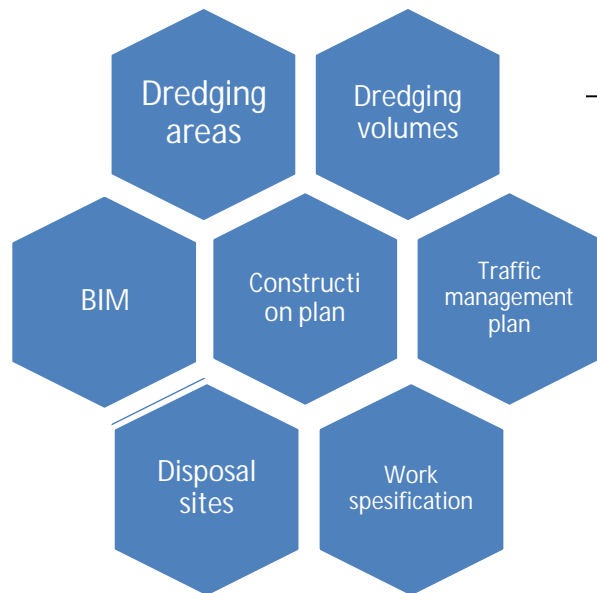 Dredging
areas
Dredging
volumes
BIM
Constructi
on plan
Traffic
management
plan
Disposal
sites
Work
spesification